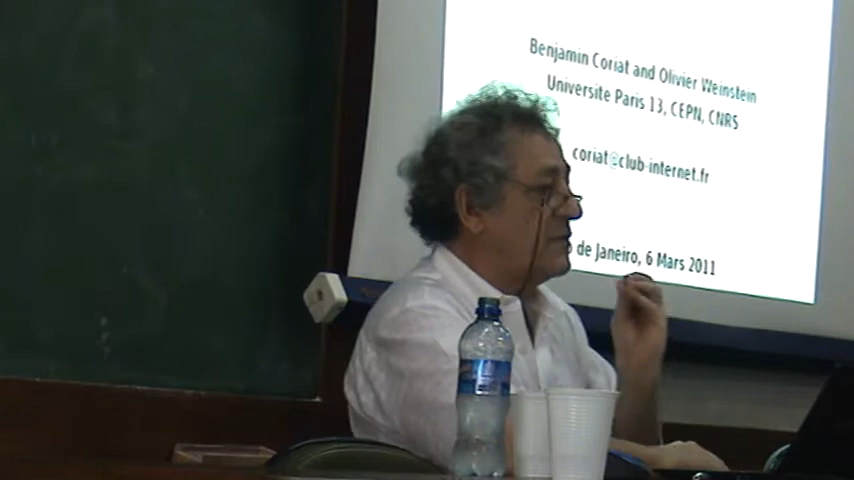 Benjamin Coriat and Olivier Weinstein
Universite Paris 13, CEPN, CNRS
coriat@club-internet.fr
de Janeiro, 6 Mars 2011